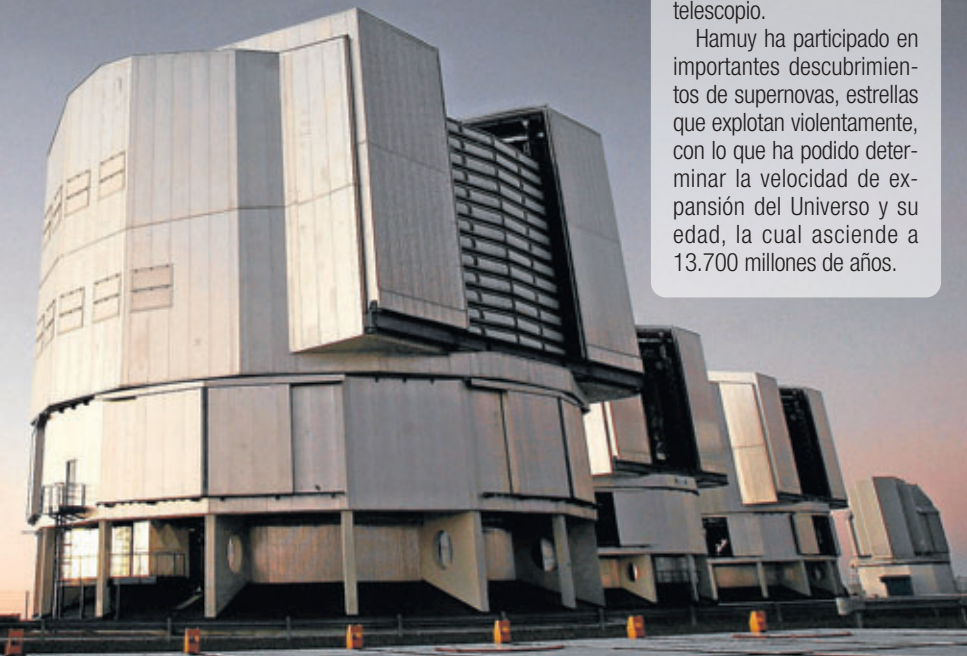 telescopio.
Hamuy ha participado en
importantes descubrimien-
tos de supernovas, estrellas
que explotan violentamente,
con lo que ha podido deter-
minar la velocidad de ex-
pansión del Universo y su
edad, la cual asciende a
13.700 millones de años.